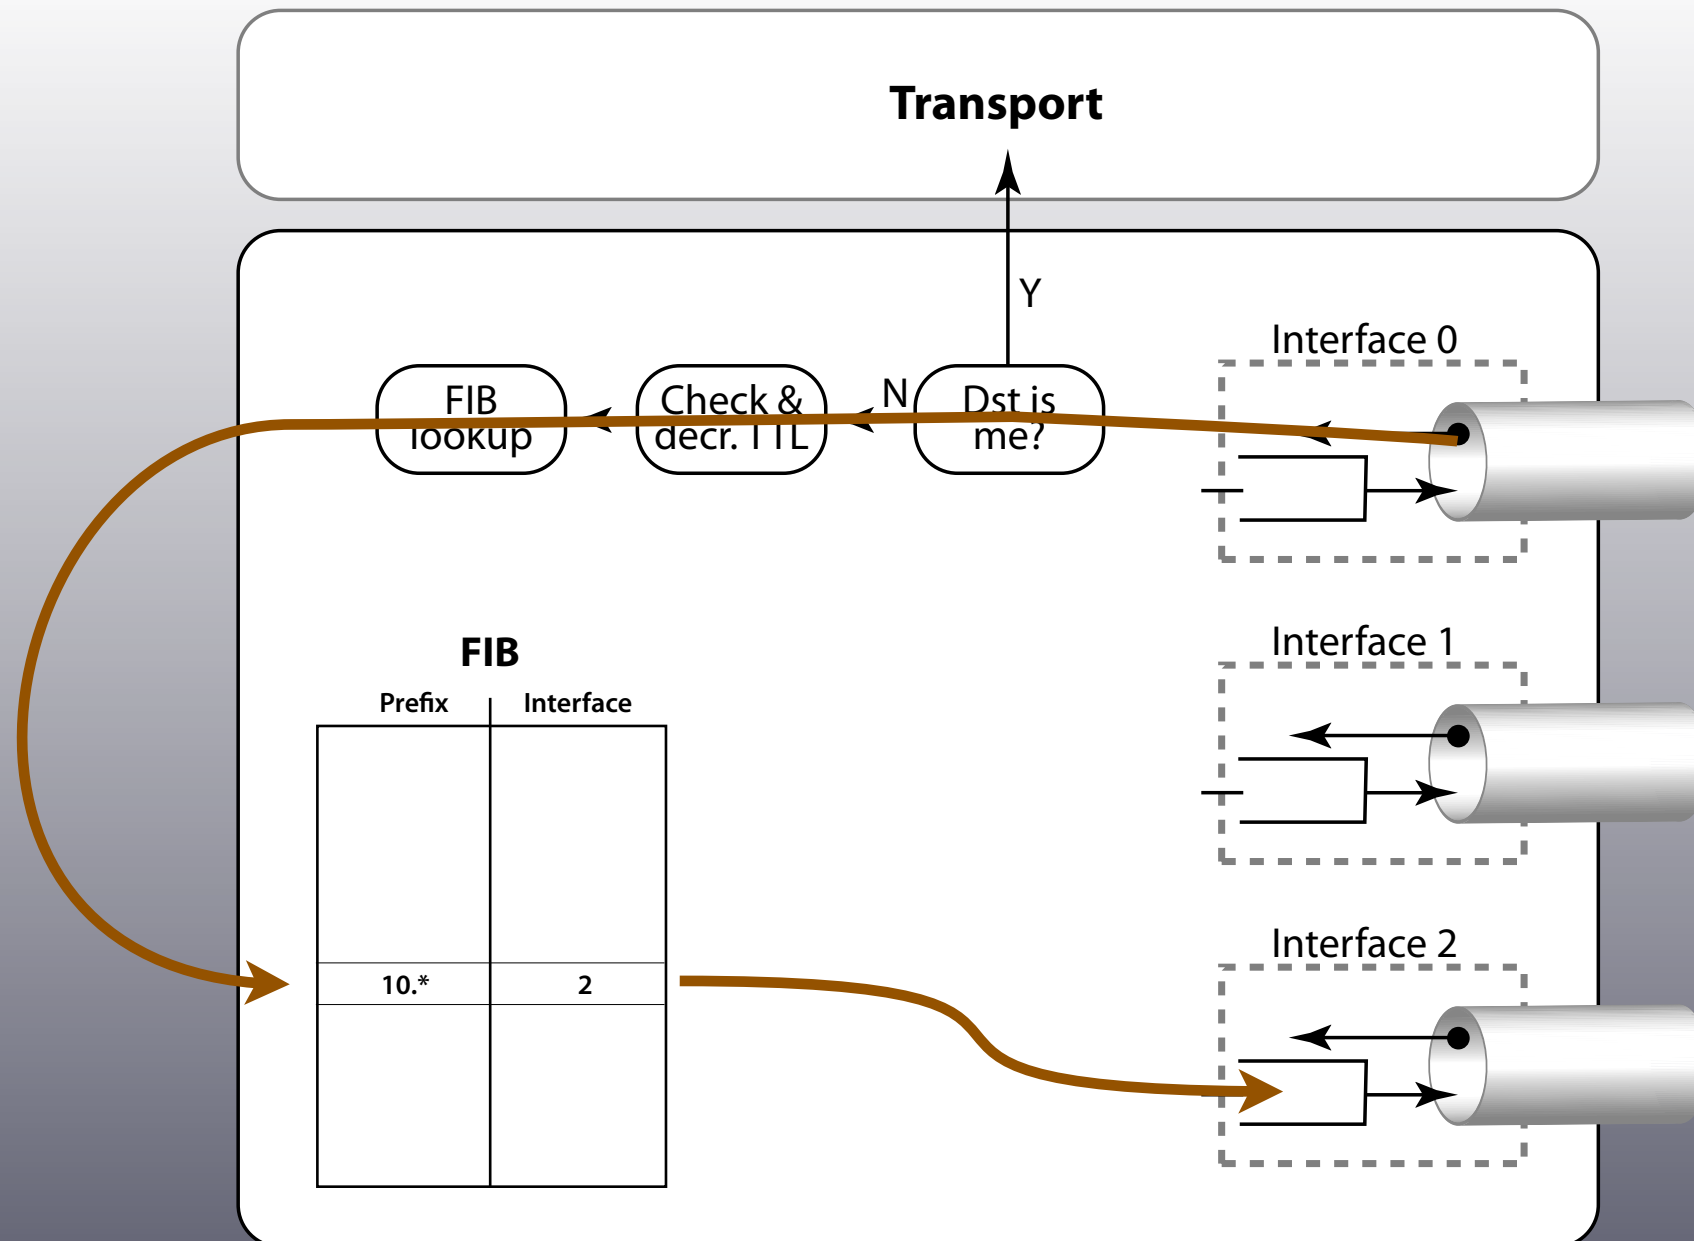 Transport
Y
Interface 0
FIB
lookup
Check &
decr. TTL
N
Dst is
me?
Interface 1
FIB
Prefix Interface
10.* 2
Interface 2